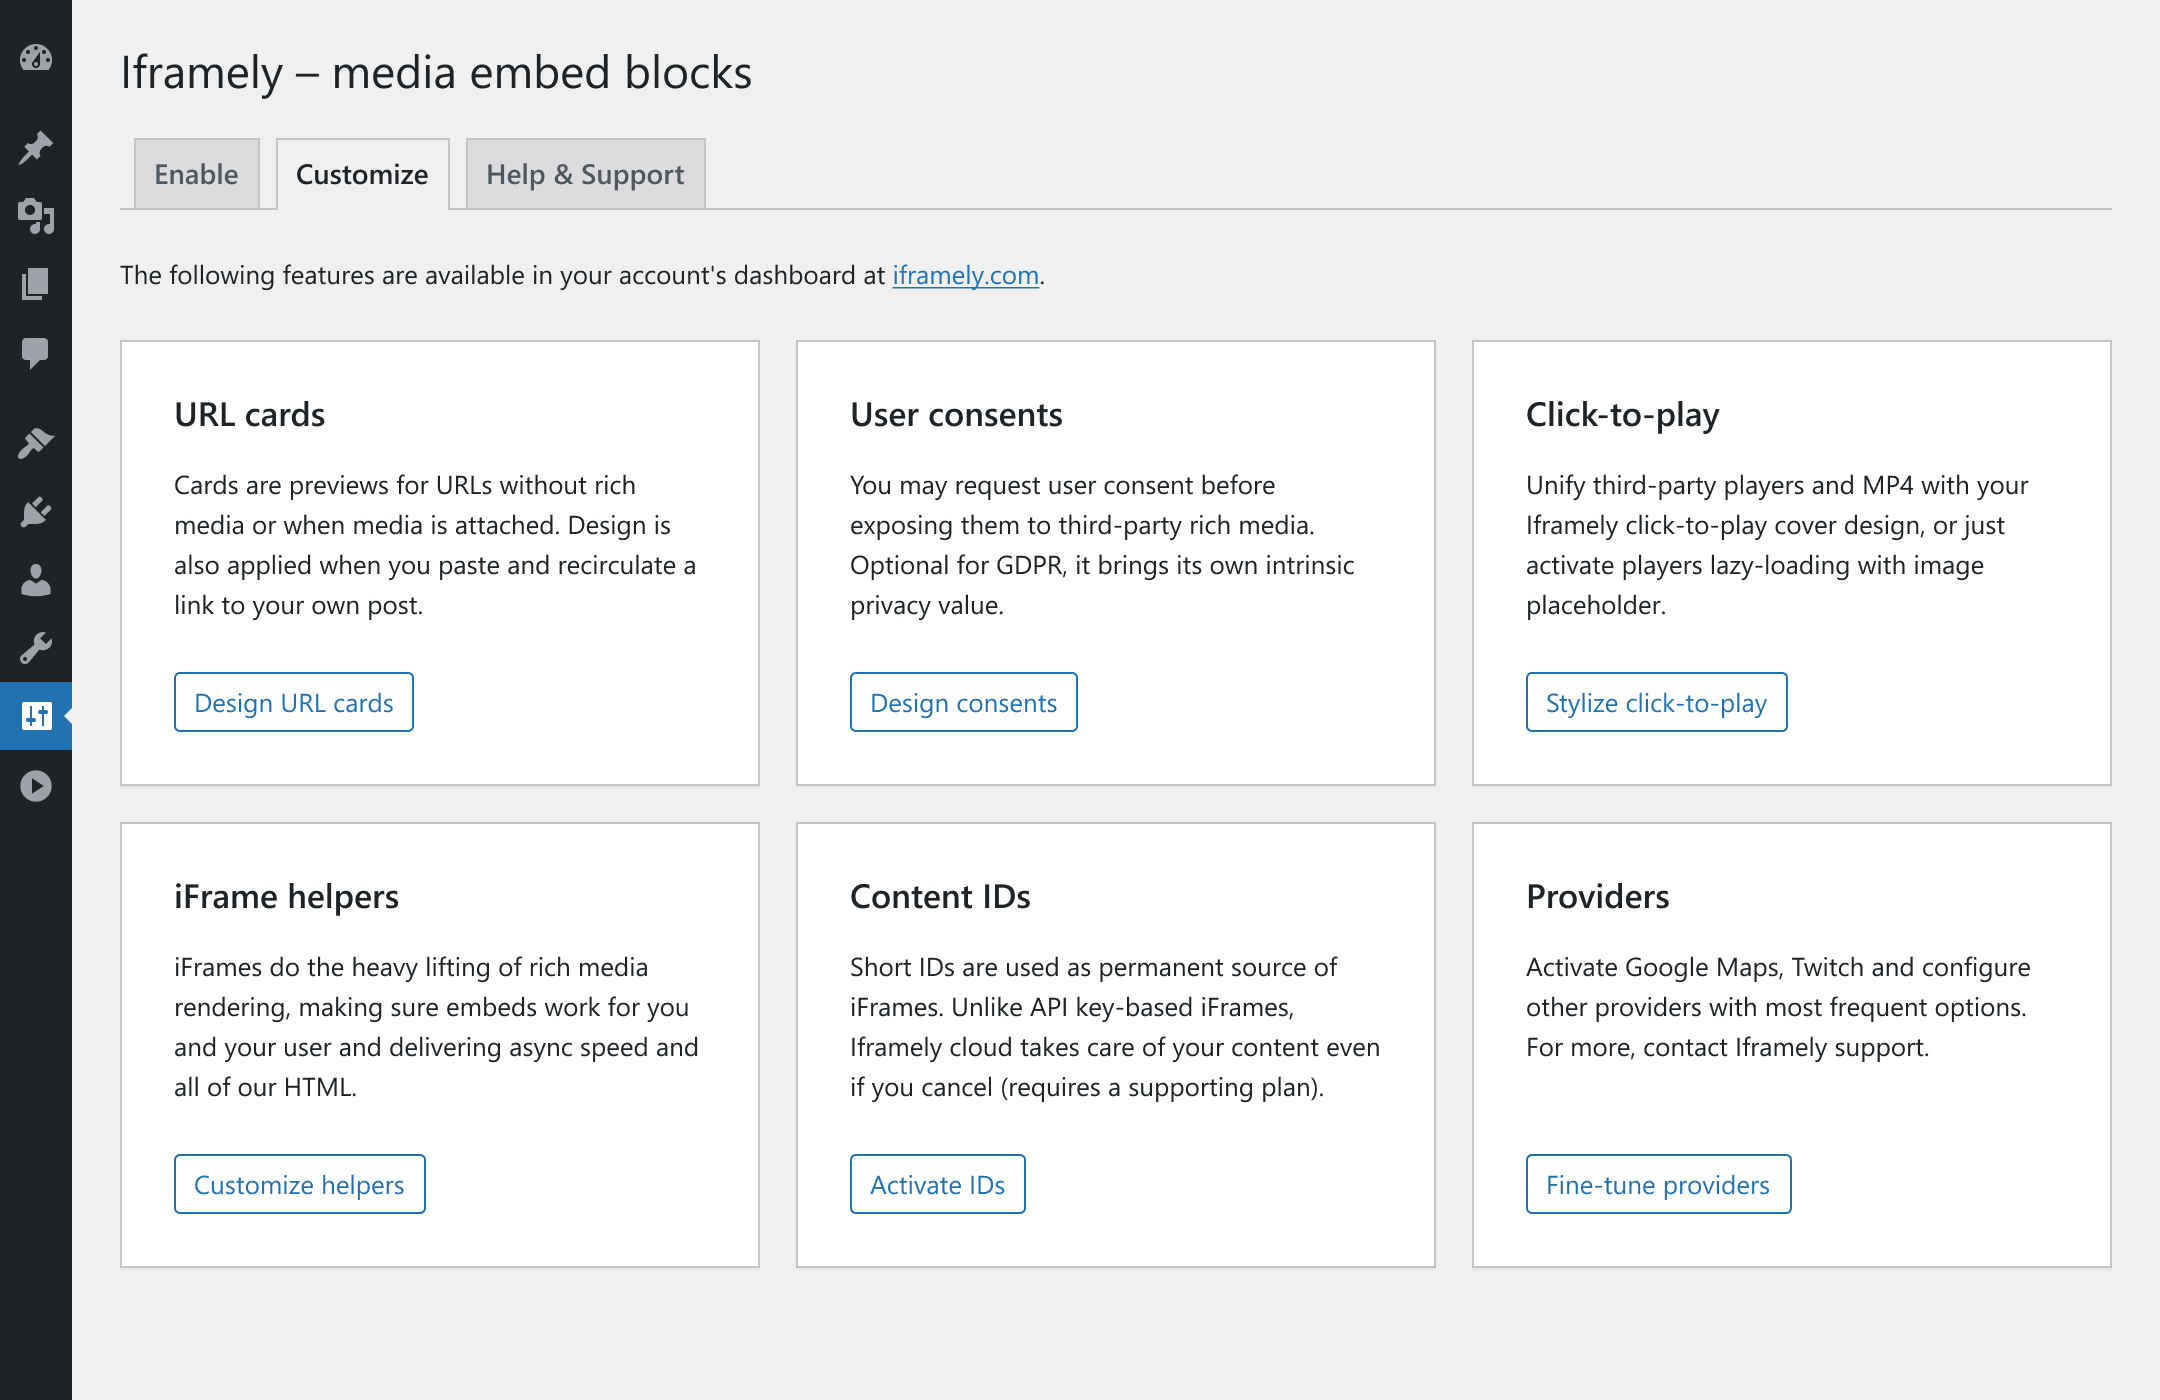 Iframely – media embed blocks
Enable
Customize
Help & Support
The following features are available in your account's dashboard at iframely.com.
URL cards
Cards are previews for URLs without rich
media or when media is attached. Design is
also applied when you paste and recirculate a
link to your own post.
Design URL cards
User consents
You may request user consent before
exposing them to third-party rich media.
Optional for GDPR, it brings its own intrinsic
privacy value.
Design consents
Click-to-play
Unify third-party players and MP4 with your
Iframely click-to-play cover design, or just
activate players lazy-loading with image
placeholder.
Stylize click-to-play
iFrame helpers
iFrames do the heavy lifting of rich media
rendering, making sure embeds work for you
and your user and delivering async speed and
all of our HTML.
Customize helpers
Content IDs
Short IDs are used as permanent source of
iFrames. Unlike API key-based iFrames,
Iframely cloud takes care of your content even
if you cancel (requires a supporting plan).
Activate IDs
Providers
Activate Google Maps, Twitch and configure
other providers with most frequent options.
For more, contact Iframely support.
Fine-tune providers